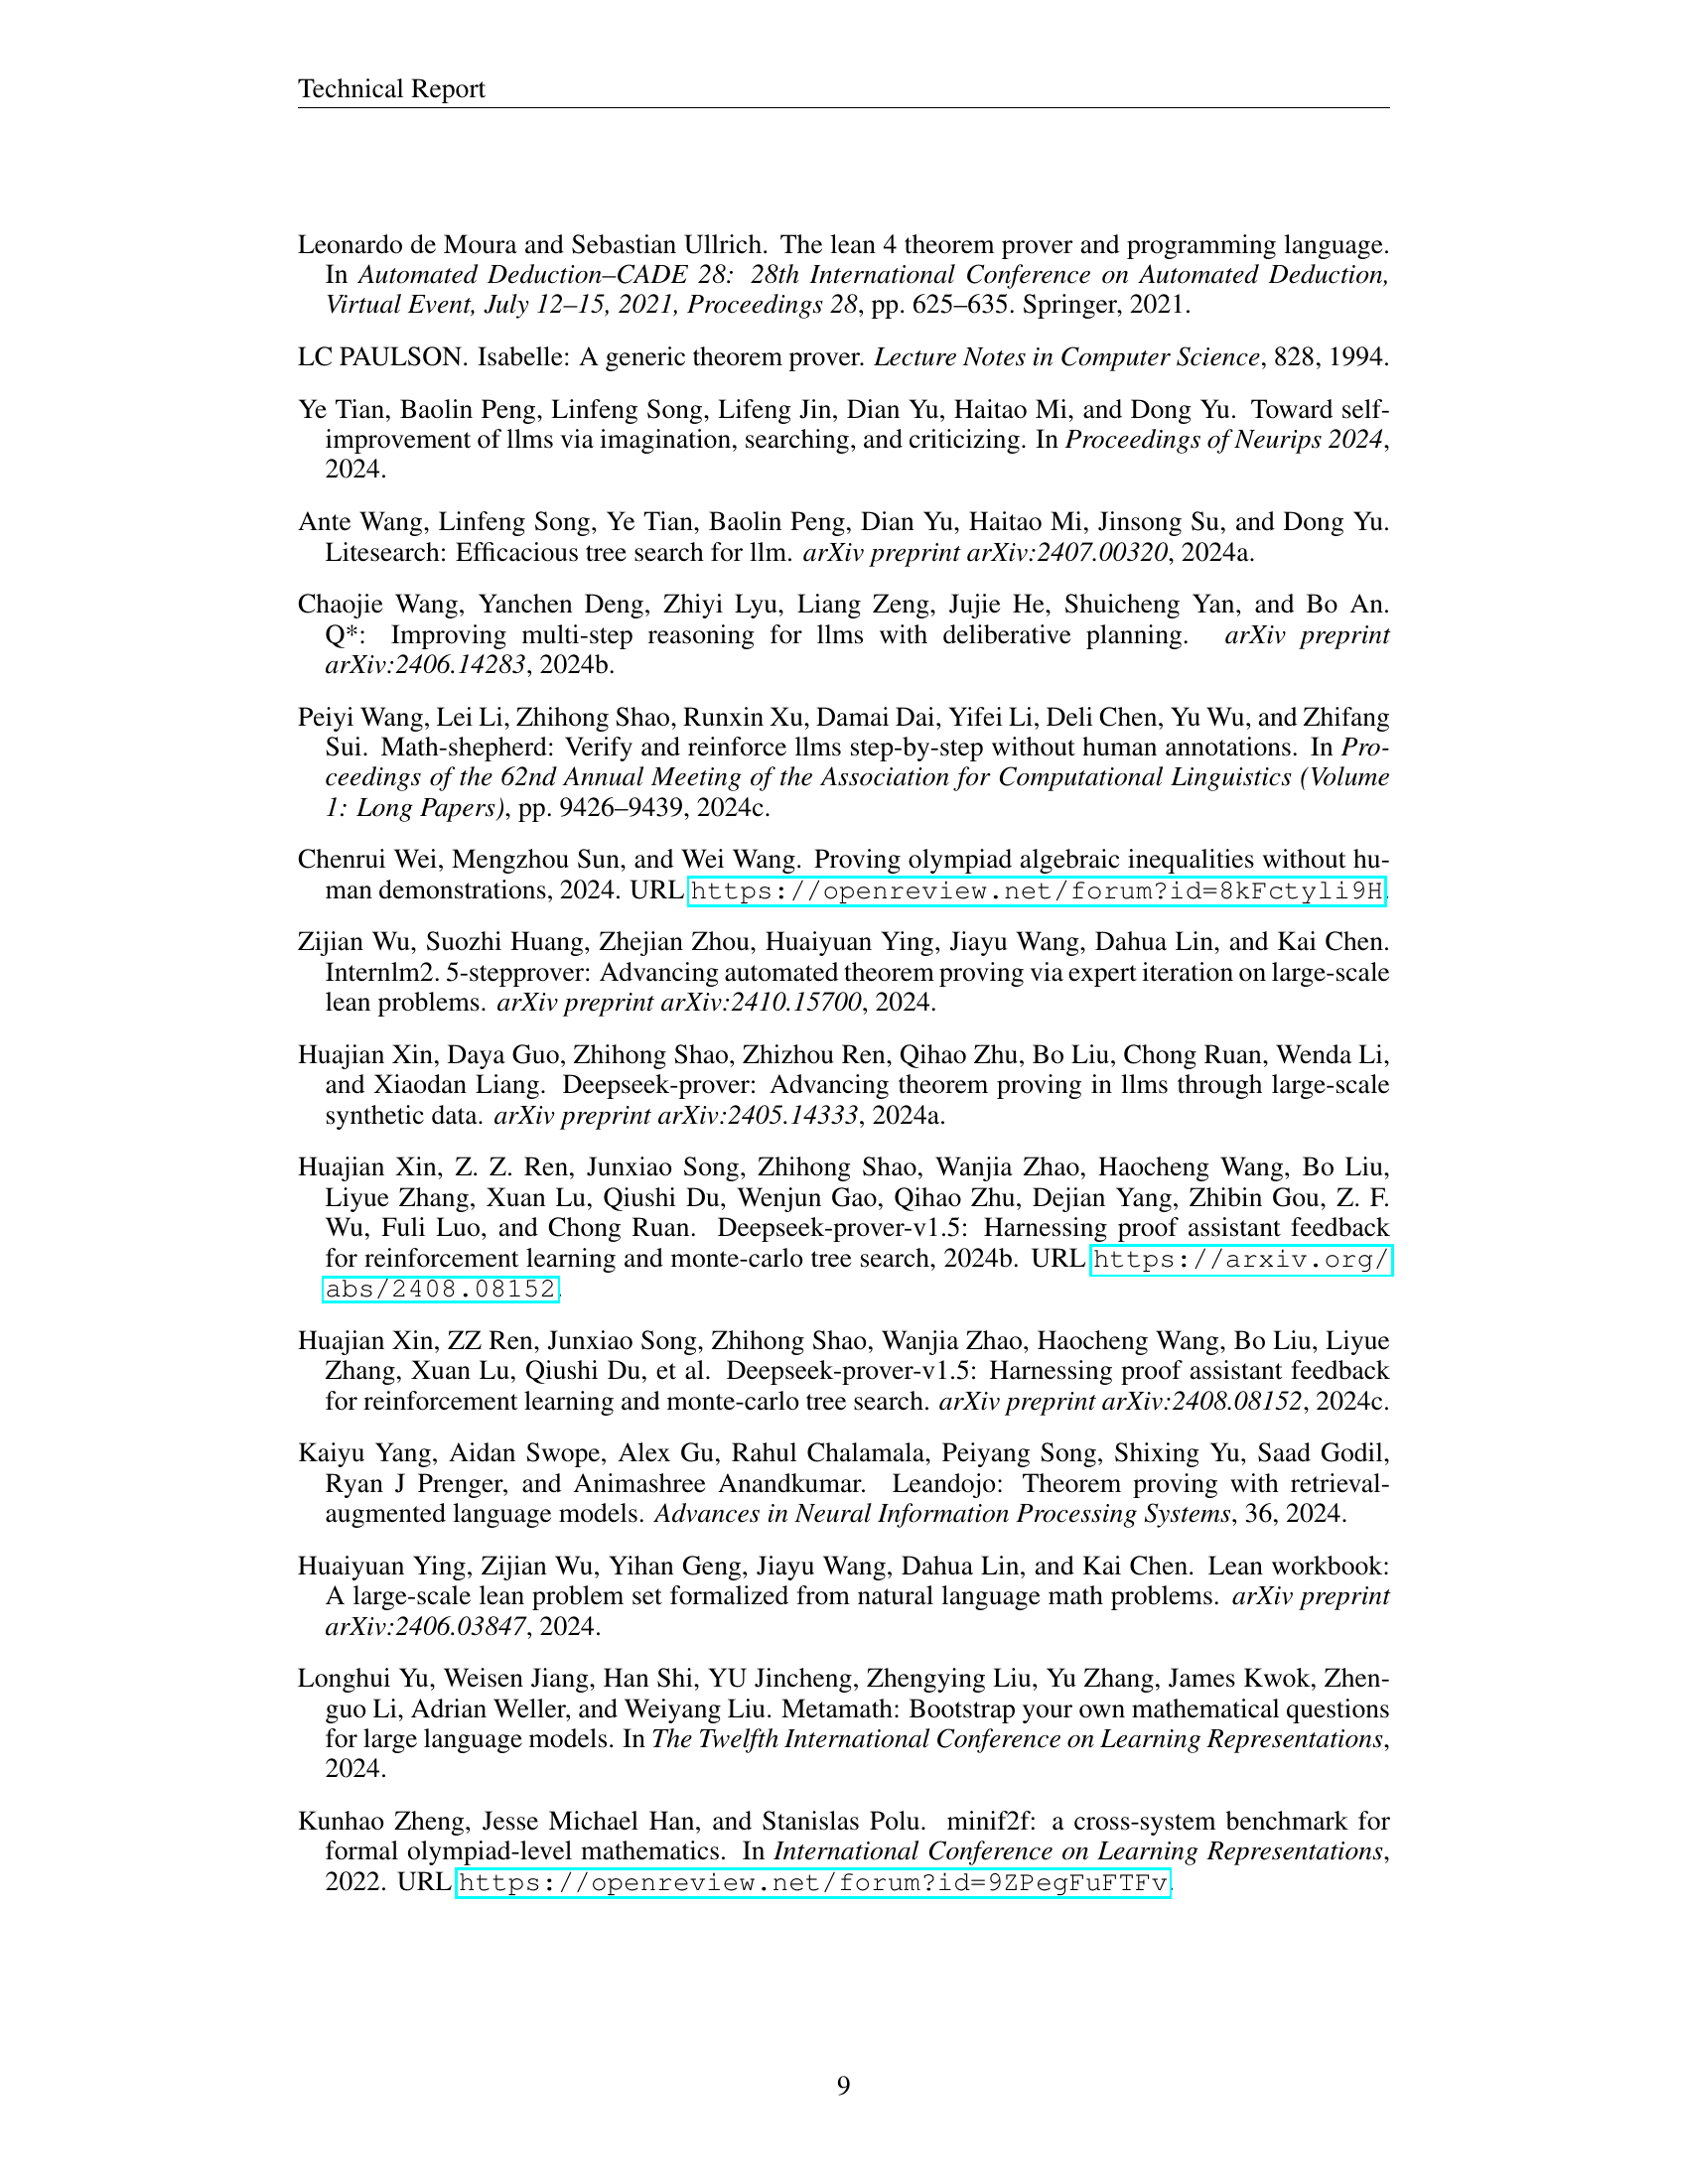 Technical Report
Leonardo de Moura and Sebastian Ullrich. The lean 4 theorem prover and programming language.
In Automated Deduction–CADE 28: 28th International Conference on Automated Deduction,
Virtual Event, July 12–15, 2021, Proceedings 28, pp. 625–635. Springer, 2021.
LC PAULSON. Isabelle: A generic theorem prover. Lecture Notes in Computer Science, 828, 1994.
Ye Tian, Baolin Peng, Linfeng Song, Lifeng Jin, Dian Yu, Haitao Mi, and Dong Yu. Toward self-
improvement of llms via imagination, searching, and criticizing. In Proceedings of Neurips 2024,
2024.
Ante Wang, Linfeng Song, Ye Tian, Baolin Peng, Dian Yu, Haitao Mi, Jinsong Su, and Dong Yu.
Litesearch: Efficacious tree search for llm. arXiv preprint arXiv:2407.00320, 2024a.
Chaojie Wang, Yanchen Deng, Zhiyi Lyu, Liang Zeng, Jujie He, Shuicheng Yan, and Bo An.
Q*: Improving multi-step reasoning for llms with deliberative planning. arXiv preprint
arXiv:2406.14283, 2024b.
Peiyi Wang, Lei Li, Zhihong Shao, Runxin Xu, Damai Dai, Yifei Li, Deli Chen, Yu Wu, and Zhifang
Sui. Math-shepherd: Verify and reinforce llms step-by-step without human annotations. In Pro-
ceedings of the 62nd Annual Meeting of the Association for Computational Linguistics (Volume
1: Long Papers), pp. 9426–9439, 2024c.
Chenrui Wei, Mengzhou Sun, and Wei Wang. Proving olympiad algebraic inequalities without hu-
man demonstrations, 2024. URL https://openreview.net/forum?id=8kFctyli9H.
Zijian Wu, Suozhi Huang, Zhejian Zhou, Huaiyuan Ying, Jiayu Wang, Dahua Lin, and Kai Chen.
Internlm2. 5-stepprover: Advancing automated theorem proving via expert iteration on large-scale
lean problems. arXiv preprint arXiv:2410.15700, 2024.
Huajian Xin, Daya Guo, Zhihong Shao, Zhizhou Ren, Qihao Zhu, Bo Liu, Chong Ruan, Wenda Li,
and Xiaodan Liang. Deepseek-prover: Advancing theorem proving in llms through large-scale
synthetic data. arXiv preprint arXiv:2405.14333, 2024a.
Huajian Xin, Z. Z. Ren, Junxiao Song, Zhihong Shao, Wanjia Zhao, Haocheng Wang, Bo Liu,
Liyue Zhang, Xuan Lu, Qiushi Du, Wenjun Gao, Qihao Zhu, Dejian Yang, Zhibin Gou, Z. F.
Wu, Fuli Luo, and Chong Ruan. Deepseek-prover-v1.5: Harnessing proof assistant feedback
for reinforcement learning and monte-carlo tree search, 2024b. URL https://arxiv.org/
abs/2408.08152.
Huajian Xin, ZZ Ren, Junxiao Song, Zhihong Shao, Wanjia Zhao, Haocheng Wang, Bo Liu, Liyue
Zhang, Xuan Lu, Qiushi Du, et al. Deepseek-prover-v1.5: Harnessing proof assistant feedback
for reinforcement learning and monte-carlo tree search. arXiv preprint arXiv:2408.08152, 2024c.
Kaiyu Yang, Aidan Swope, Alex Gu, Rahul Chalamala, Peiyang Song, Shixing Yu, Saad Godil,
Ryan J Prenger, and Animashree Anandkumar. Leandojo: Theorem proving with retrieval-
augmented language models. Advances in Neural Information Processing Systems, 36, 2024.
Huaiyuan Ying, Zijian Wu, Yihan Geng, Jiayu Wang, Dahua Lin, and Kai Chen. Lean workbook:
A large-scale lean problem set formalized from natural language math problems. arXiv preprint
arXiv:2406.03847, 2024.
Longhui Yu, Weisen Jiang, Han Shi, YU Jincheng, Zhengying Liu, Yu Zhang, James Kwok, Zhen-
guo Li, Adrian Weller, and Weiyang Liu. Metamath: Bootstrap your own mathematical questions
for large language models. In The Twelfth International Conference on Learning Representations,
2024.
Kunhao Zheng, Jesse Michael Han, and Stanislas Polu. minif2f: a cross-system benchmark for
formal olympiad-level mathematics. In International Conference on Learning Representations,
2022. URL https://openreview.net/forum?id=9ZPegFuFTFv.
9